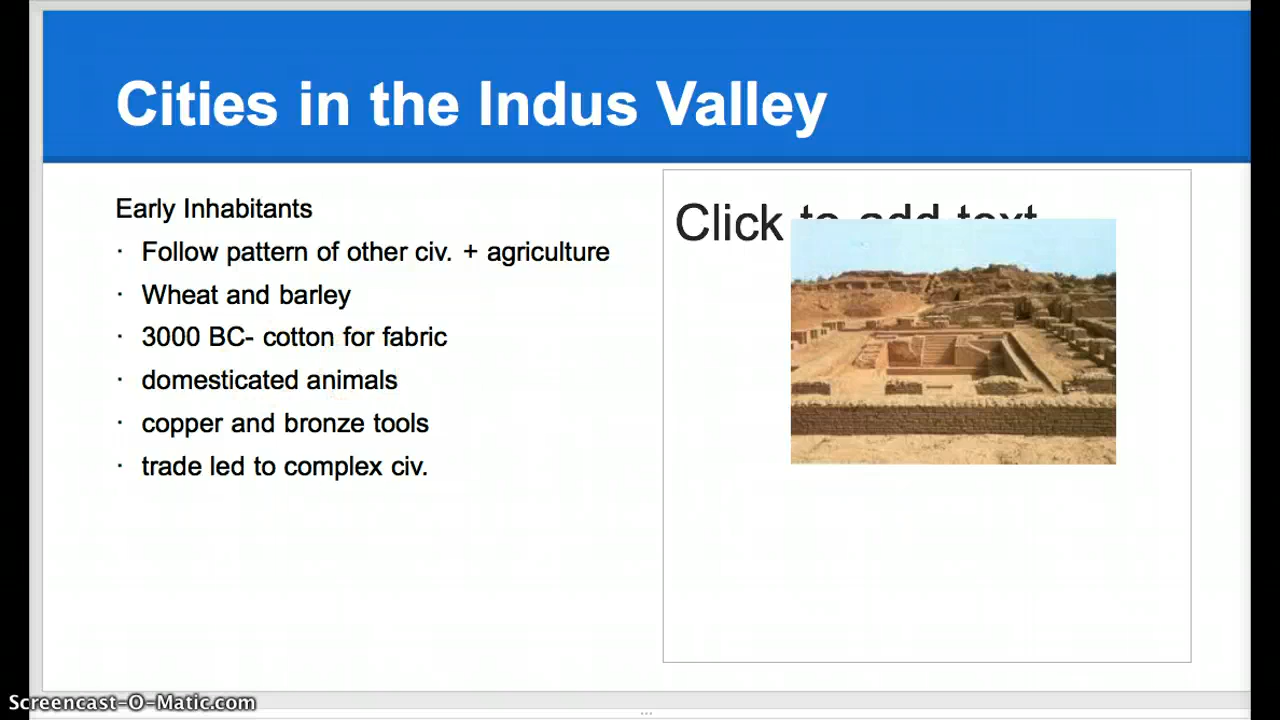 Cities in the Indus Valley
Early Inhabitants
· Follow pattern of other civ. + agriculture
· Wheat and barley
· 3000 BC- cotton for fabric
· domesticated animals
· copper and bronze tools
· trade led to complex civ.
Click to add text
Screencast-O-Matic.com